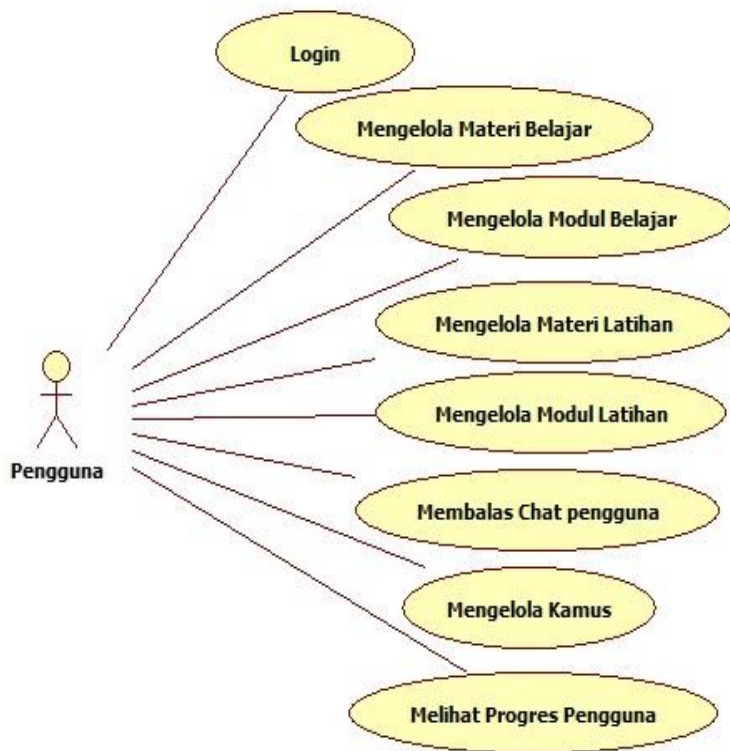 Login
Mengelola Materi Belajar
Mengelola Modul Belajar
Mengelola Materi Latihan
Mengelola Modul Latihan
Pengguna
Membalas Chat pengguna
Mengelola Kamus
Melihat Progres Pengguna